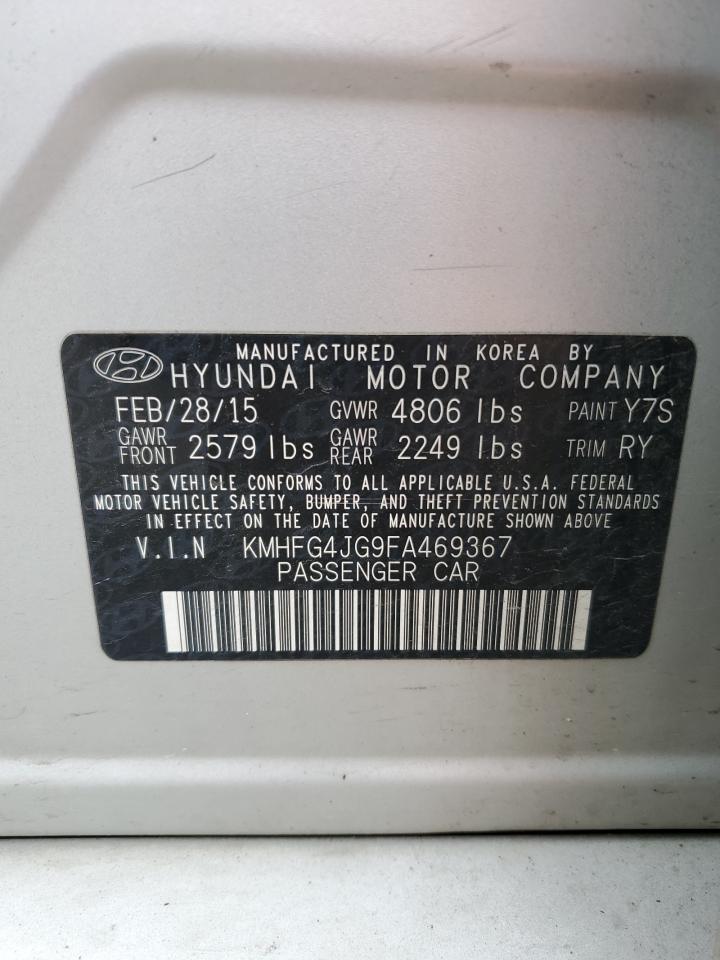 MANUFACTURED IN KOREA BY
HYUNDAI MOTOR COMPANY
FEB/28/15 GVWR 4806 lbs PAINT Y7S
GAWR FRONT 2579 lbs GAWR REAR 2249 lbs TRIM RY
THIS VEHICLE CONFORMS TO ALL APPLICABLE U.S.A. FEDERAL
MOTOR VEHICLE SAFETY, BUMPER, AND THEFT PREVENTION STANDARDS
IN EFFECT ON THE DATE OF MANUFACTURE SHOWN ABOVE
V.I.N KMHFG4JG9FA469367
PASSENGER CAR